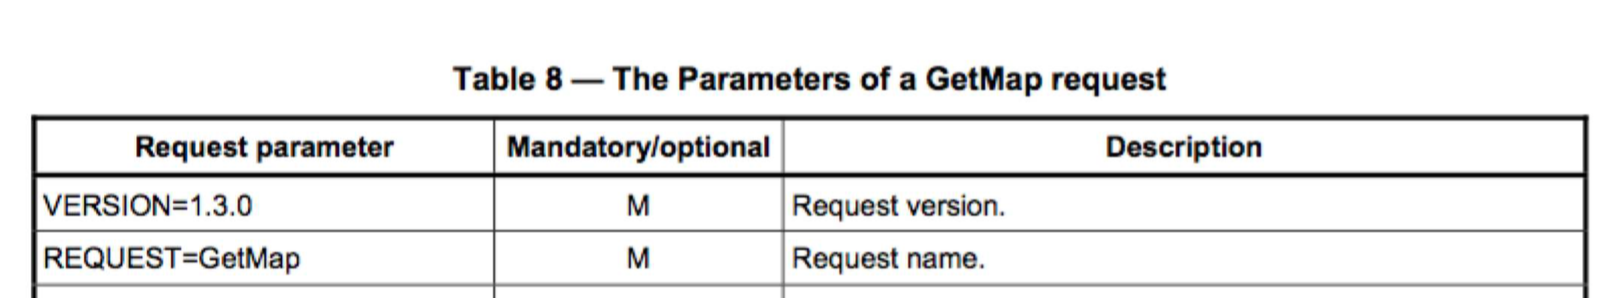 Table 8 — The Parameters of a GetMap request
Request parameter Mandatory/optional Description
VERSION=1.3.0 M Request version.
REQUEST=GetMap M Request name.